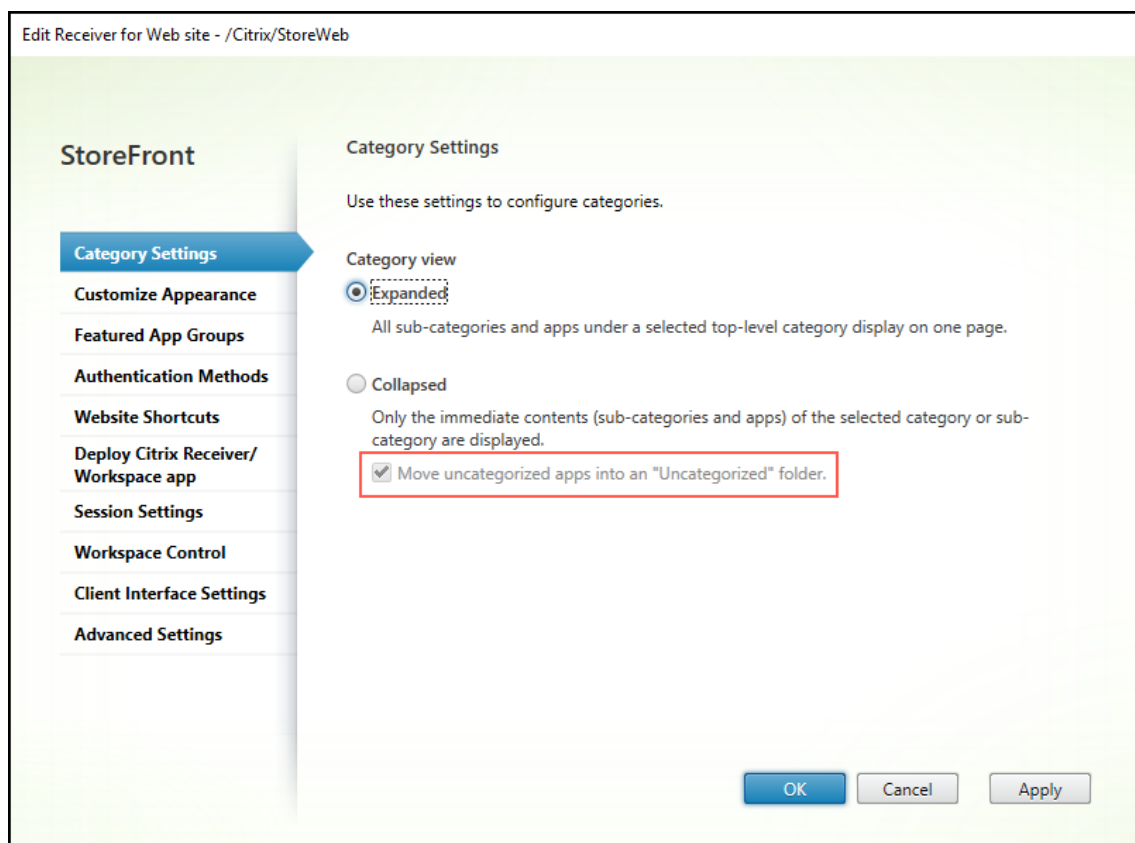 Edit Receiver for Web site - /Citrix/StoreWeb
StoreFront
Category Settings
Customize Appearance
Featured App Groups
Authentication Methods
Website Shortcuts
Deploy Citrix Receiver/
Workspace app
Session Settings
Workspace Control
Client Interface Settings
Advanced Settings
Category Settings
Use these settings to configure categories.
Category view
Expanded
All sub-categories and apps under a selected top-level category display on one page.
Collapsed
Only the immediate contents (sub-categories and apps) of the selected category or sub-
category are displayed.
Move uncategorized apps into an "Uncategorized" folder.
OK
Cancel
Apply